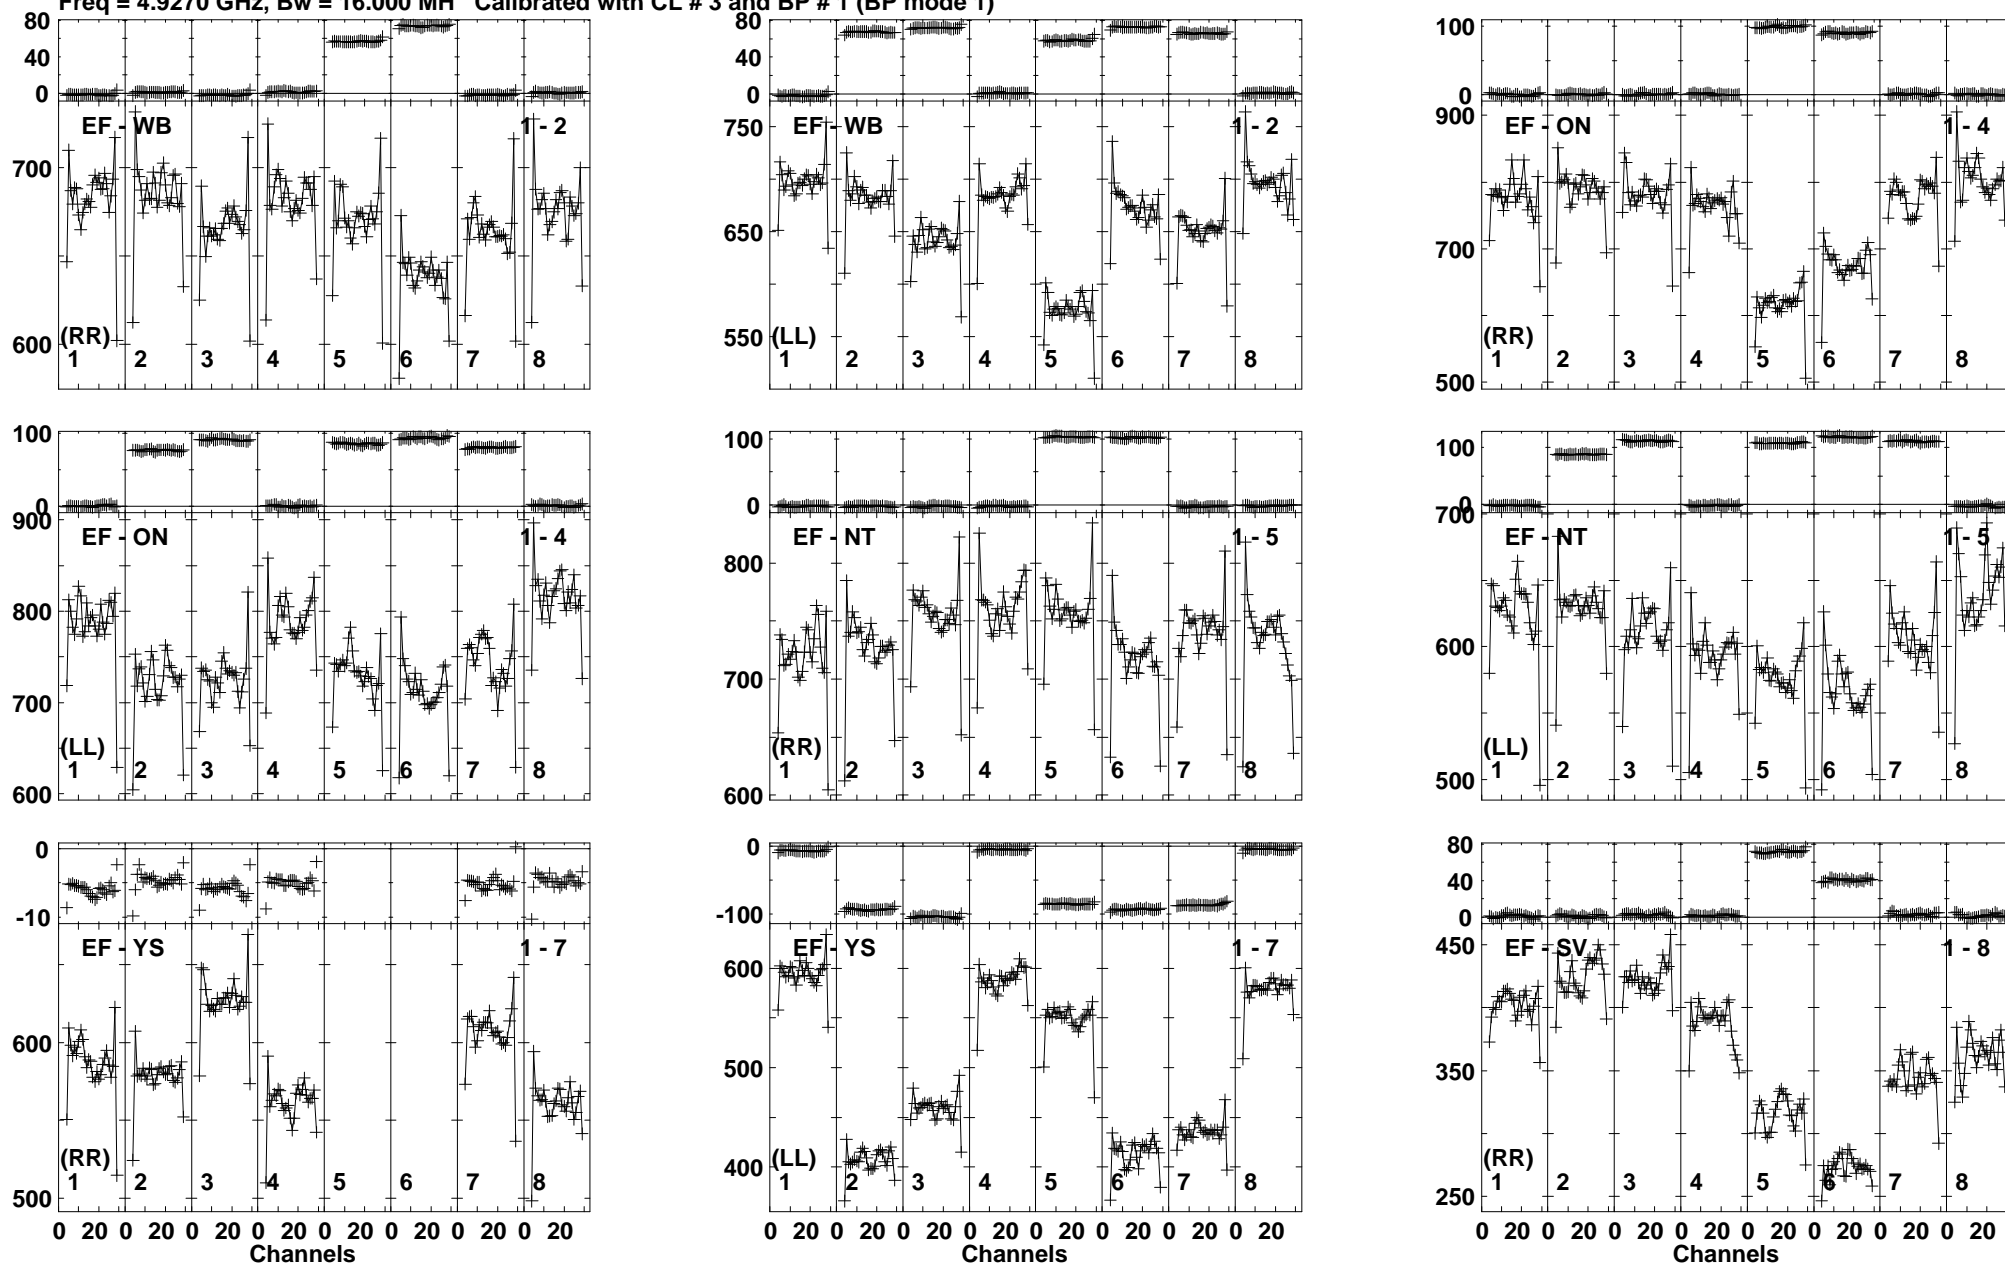 Freq = 4.9270 GHz, Bw = 16.000 MH Calibrated with CL # 3 and BP # 1 (BP mode 1)
80 40 0
80 40 0
100 0
EF - WB 1 - 2
EF - WB 1 - 2
EF - ON 1 - 4
700 600
750 650 550
900 700 500
(RR)
(LL)
(RR)
1 2 3 4 5 6 7 8
1 2 3 4 5 6 7 8
1 2 3 4 5 6 7 8
100 0
100 0
100 0
EF - ON 1 - 4
EF - NT 1 - 5
EF - NT 1 - 5
900 800 700 600
800 700 600
700 600 500
(LL)
(RR)
(LL)
1 2 3 4 5 6 7 8
1 2 3 4 5 6 7 8
1 2 3 4 5 6 7 8
0 -10
0 -100
80 40 0
EF - YS 1 - 7
EF - YS 1 - 7
EF - SV 1 - 8
600 500
600 500 400
450 350 250
(RR)
(LL)
(RR)
1 2 3 4 5 6 7 8
1 2 3 4 5 6 7 8
1 2 3 4 5 6 7 8
0 20 0 20 0 20 0 20 0 20 0 20 0 20 0 20
0 20 0 20 0 20 0 20 0 20 0 20 0 20 0 20
0 20 0 20 0 20 0 20 0 20 0 20 0 20 0 20
Channels
Channels
Channels